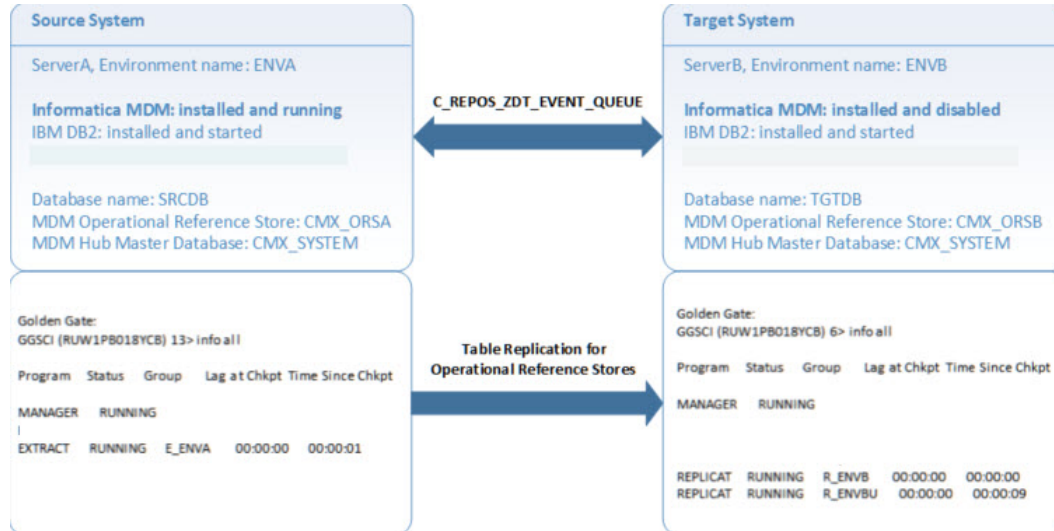 Source System
ServerA, Environment name: ENVA
Informatica MDM: installed and running
IBM DB2: installed and started
Database name: SRCDB
MDM Operational Reference Store: CMX_ORSA
MDM Hub Master Database: CMX_SYSTEM
C_REPOS_ZDT_EVENT_QUEUE
Target System
ServerB, Environment name: ENVB
Informatica MDM: installed and disabled
IBM DB2: installed and started
Database name: TGTDB
MDM Operational Reference Store: CMX_ORSB
MDM Hub Master Database: CMX_SYSTEM
Golden Gate:
GGSCI (RUW1PB018YCB) 13> info all
Program Status Group Lag at Chkpt Time Since Chkpt
MANAGER RUNNING
EXTRACT RUNNING E_ENVA 00:00:00 00:00:01
Table Replication for
Operational Reference Stores
Golden Gate:
GGSCI (RUW1PB018YCB) 6> info all
Program Status Group Lag at Chkpt Time Since Chkpt
MANAGER RUNNING
REPLICAT RUNNING R_ENVB 00:00:00 00:00:00
REPLICAT RUNNING R_ENVBU 00:00:00 00:00:09